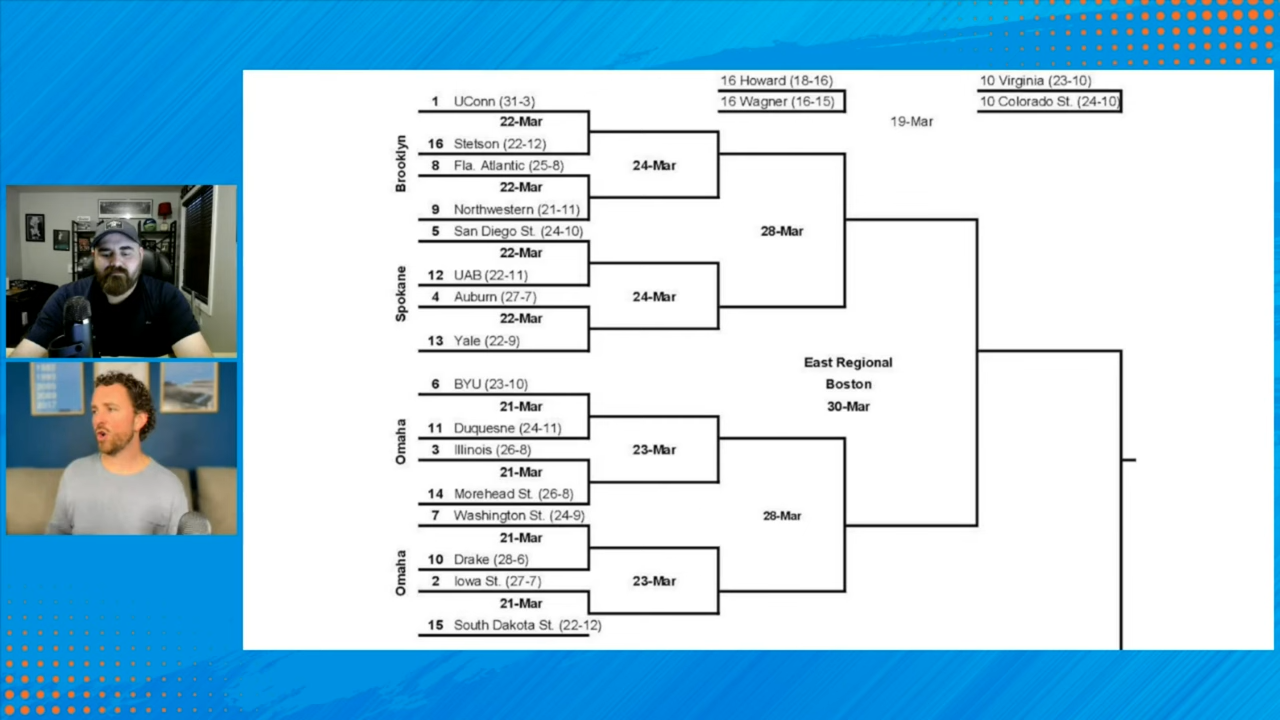 16 Howard (18-16)
10 Virginia (23-10)
16 Wagner (16-15)
10 Colorado St. (24-10)
19-Mar
Brooklyn
1 UConn (31-3)
22-Mar
16 Stetson (22-12)
24-Mar
8 Fla. Atlantic (25-8)
22-Mar
9 Northwestern (21-11)
28-Mar
Spokane
5 San Diego St. (24-10)
22-Mar
12 UAB (22-11)
24-Mar
4 Auburn (27-7)
22-Mar
13 Yale (22-9)
East Regional
Boston
30-Mar
Omaha
6 BYU (23-10)
21-Mar
11 Duquesne (24-11)
23-Mar
3 Illinois (26-8)
21-Mar
14 Morehead St. (26-8)
28-Mar
Omaha
7 Washington St. (24-9)
21-Mar
10 Drake (28-6)
23-Mar
2 Iowa St. (27-7)
21-Mar
15 South Dakota St. (22-12)